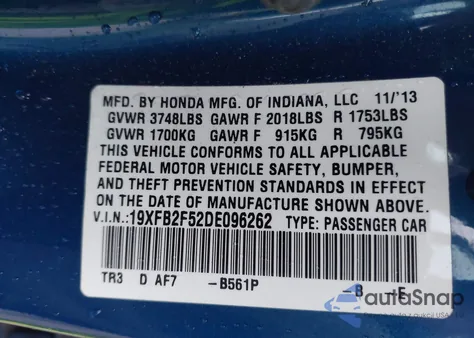 MFD. BY HONDA MFG. OF INDIANA, LLC 11/'13
GVWR 3748LBS GAWR F 2018LBS R 1753LBS
GVWR 1700KG GAWR F 915KG R 795KG
THIS VEHICLE CONFORMS TO ALL APPLICABLE
FEDERAL MOTOR VEHICLE SAFETY, BUMPER,
AND THEFT PREVENTION STANDARDS IN EFFECT
ON THE DATE OF MANUFACTURE SHOWN ABOVE.
V.I.N.: 19XFB2F52DE096262 TYPE: PASSENGER CAR
TR3 D AF7 -B561P -B -E
autoSnap